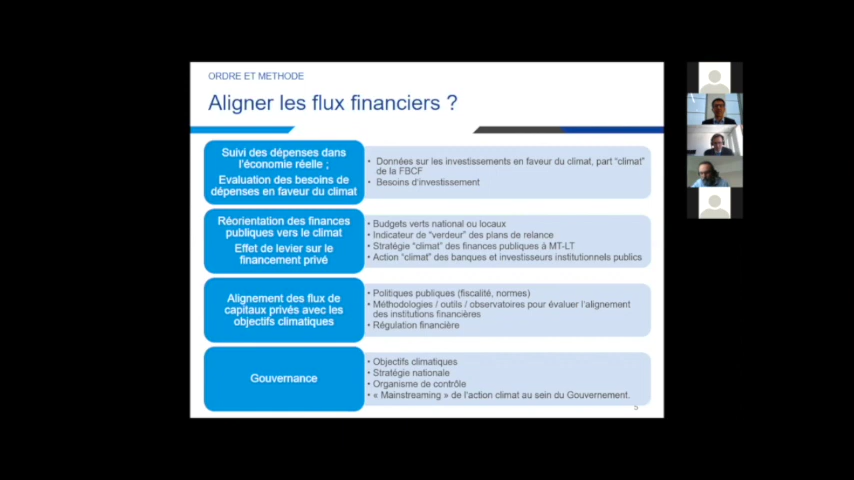 ORDRE ET METHODE
Aligner les flux financiers ?
Suivi des dépenses dans
l'économie réelle ;
Evaluation des besoins de
dépenses en faveur du climat
• Données sur les investissements en faveur du climat, part "climat"
de la FBCF
• Besoins d'investissement
Réorientation des finances
publiques vers le climat
Effet de levier sur le
financement privé
• Budgets verts national ou locaux
• Indicateur de "verdeur" des plans de relance
• Stratégie "climat" des finances publiques à MT-LT
• Action "climat" des banques et investisseurs institutionnels publics
Alignement des flux de
capitaux privés avec les
objectifs climatiques
• Politiques publiques (fiscalité, normes)
• Méthodologies / outils / observatoires pour évaluer l'alignement
des institutions financières
• Régulation financière
Gouvernance
• Objectifs climatiques
• Stratégie nationale
• Organisme de contrôle
• « Mainstreaming » de l'action climat au sein du Gouvernement.
5